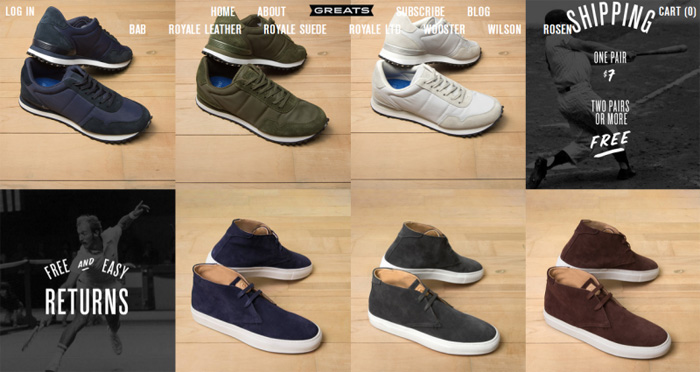 LOG IN HOME ABOUT GREATS SUBSCRIBE BLOG CART (0)
BAB ROYALE LEATHER ROYALE SUEDE ROYALE LTD WOOSTER WILSON ROSEN
SHIPPING
ONE PAIR
$7
TWO PAIRS
OR MORE
FREE
FREE AND EASY
RETURNS